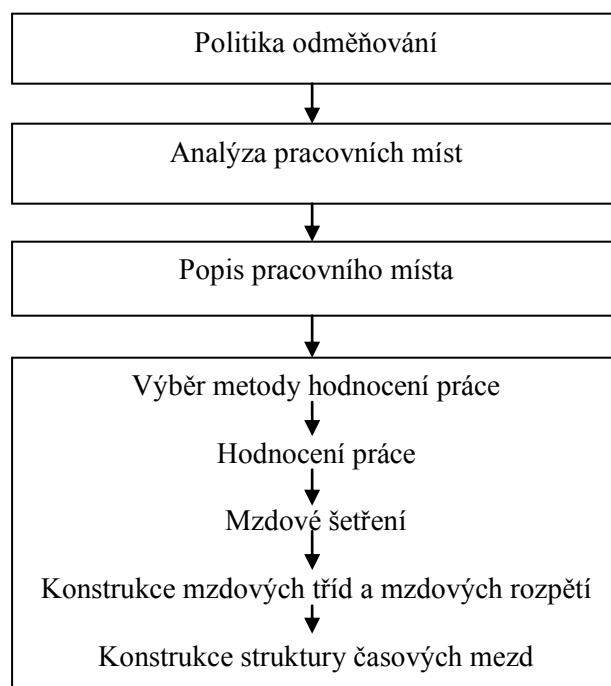 Politika odměňování
Analýza pracovních míst
Popis pracovního místa
Výběr metody hodnocení práce
Hodnocení práce
Mzdové šetření
Konstrukce mzdových tříd a mzdových rozpětí
Konstrukce struktury časových mezd